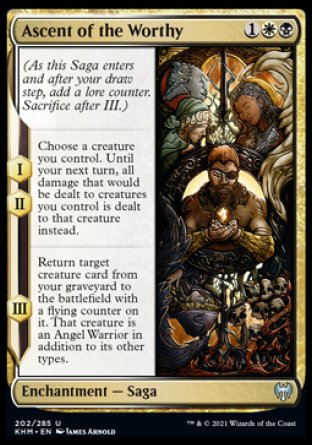 Ascent of the Worthy 1
(As this Saga enters
and after your draw
step, add a lore counter.
Sacrifice after III.)
I
II
Choose a creature
you control. Until
your next turn, all
damage that would
be dealt to creatures
you control is dealt
to that creature
instead.
III
Return target
creature card from
your graveyard to
the battlefield with
a flying counter on
it. That creature is
an Angel Warrior in
addition to its other
types.
Enchantment — Saga
202/285 U
KHM • EN James Arnold
™ & © 2021 Wizards of the Coast